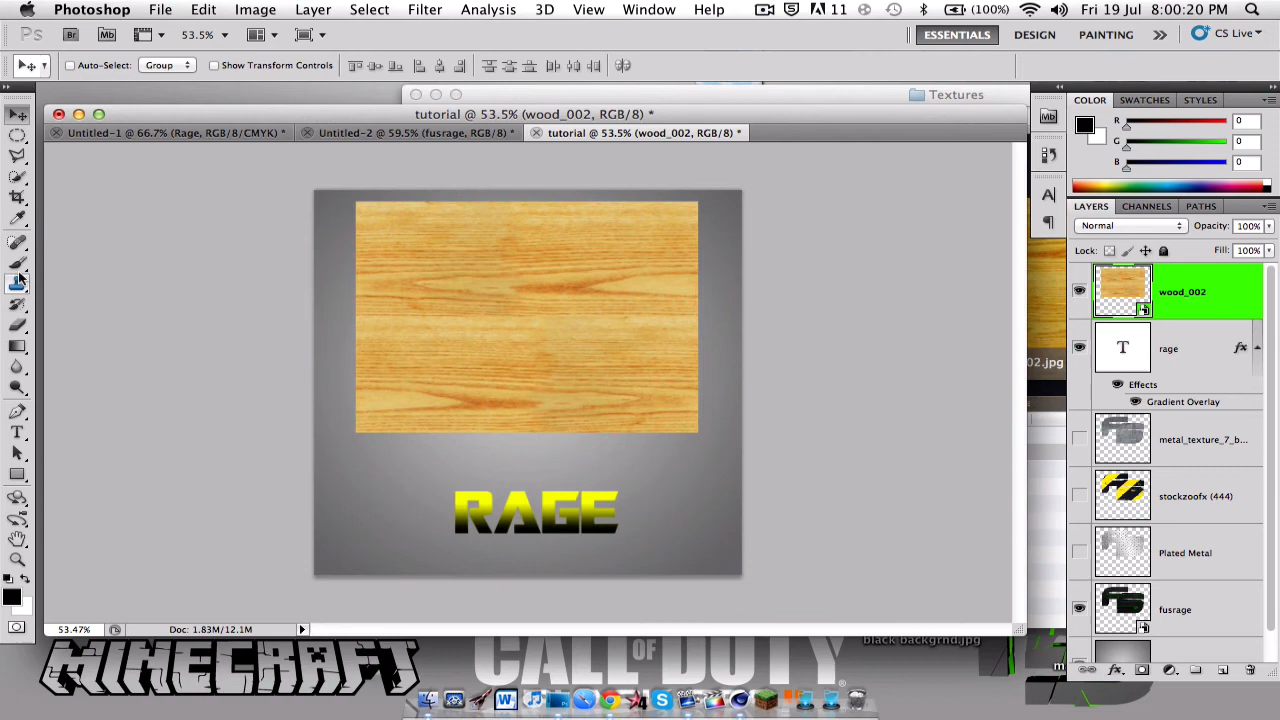 Photoshop File Edit Image Layer Select Filter Analysis 3D View Window Help 11 (100%) Fri 19 Jul 8:00:20 PM
Ps Br Mb 53.5% ESSENTIALS DESIGN PAINTING CS Live
Auto-Select: Group Show Transform Controls
Textures
tutorial @ 53.5% (wood_002, RGB/8) *
Untitled-1 @ 66.7% (Rage, RGB/8/CMYK) * Untitled-2 @ 59.5% (fusrage, RGB/8) * tutorial @ 53.5% (wood_002, RGB/8) *
COLOR SWATCHES STYLES
R 0
G 0
B 0
LAYERS CHANNELS PATHS
Normal Opacity: 100%
Lock: Fill: 100%
wood_002
T rage fx
Effects
Gradient Overlay
metal_texture_7_b...
stockzoofx (444)
Plated Metal
fusrage
02.jpg
RAGE
53.47% Doc: 1.83M/12.1M
black backgrnd.jpg
MINECRAFT
CALL OF DUTY